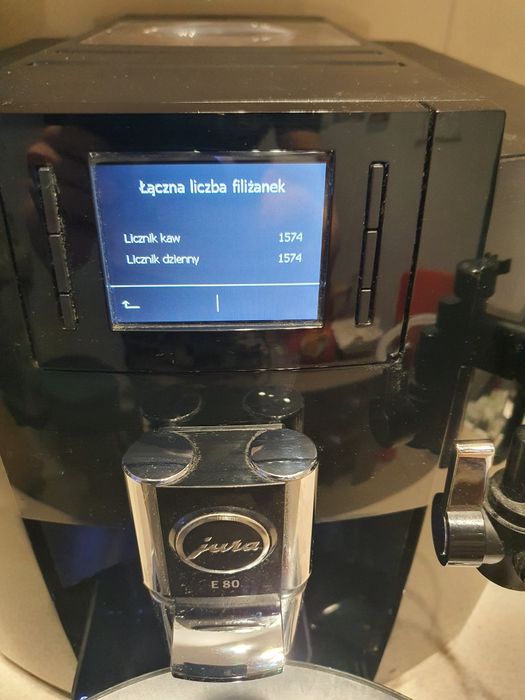 Łączna liczba filiżanek
Licznik kaw 1574
Licznik dzienny 1574
jura
E 80